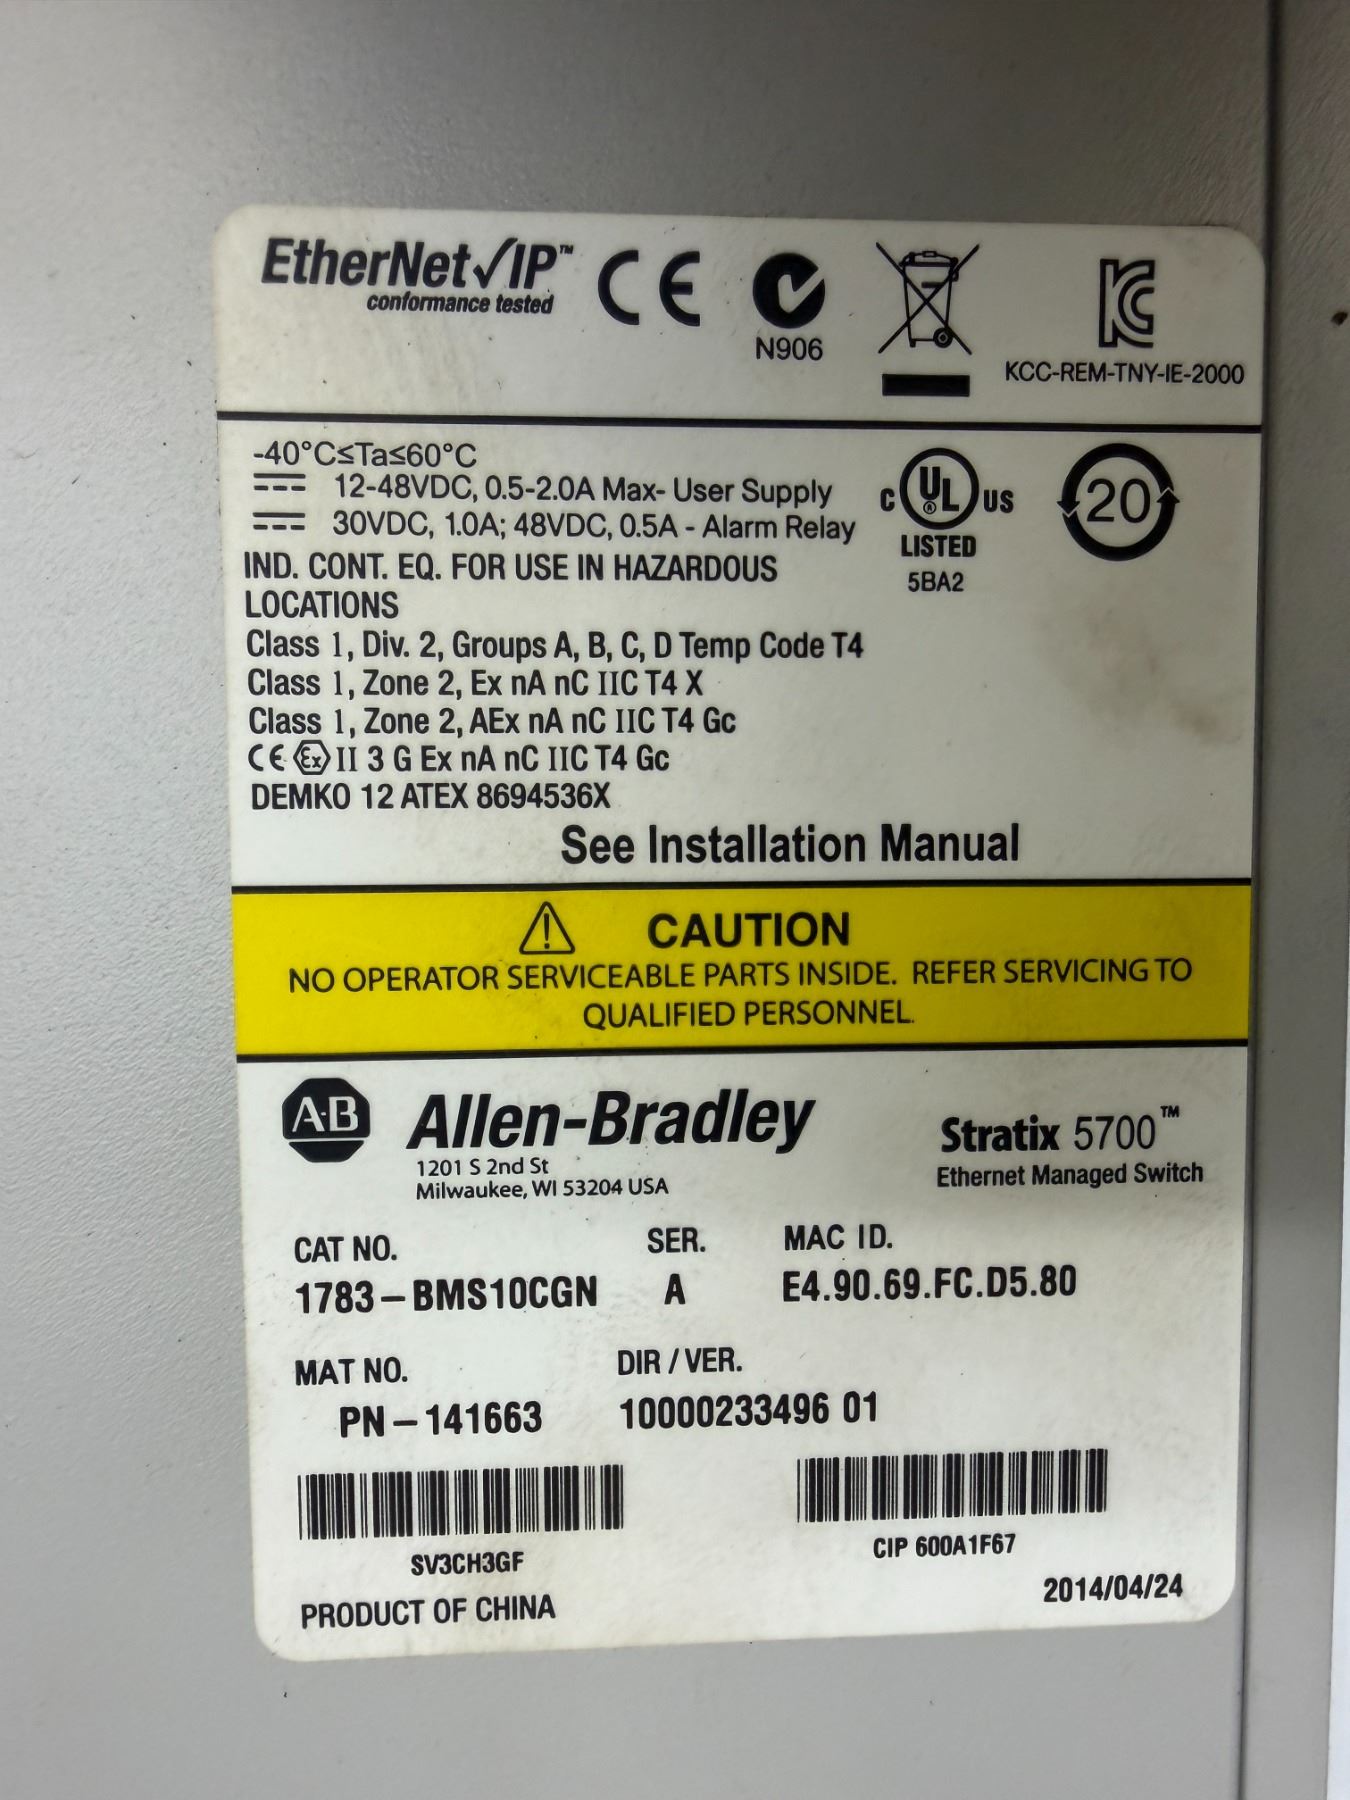 EtherNet/IP™
conformance tested
CE
N906
KC
KCC-REM-TNY-IE-2000
-40°C≤Ta≤60°C
12-48VDC, 0.5-2.0A Max- User Supply
30VDC, 1.0A; 48VDC, 0.5A - Alarm Relay
IND. CONT. EQ. FOR USE IN HAZARDOUS
LOCATIONS
C UL® US
LISTED
5BA2
20
Class 1, Div. 2, Groups A, B, C, D Temp Code T4
Class 1, Zone 2, Ex nA nC IIC T4 X
Class 1, Zone 2, AEx nA nC IIC T4 Gc
CE Ex II 3 G Ex nA nC IIC T4 Gc
DEMKO 12 ATEX 8694536X
See Installation Manual
CAUTION
NO OPERATOR SERVICEABLE PARTS INSIDE. REFER SERVICING TO
QUALIFIED PERSONNEL.
A-B Allen-Bradley
1201 S 2nd St
Milwaukee, WI 53204 USA
Stratix 5700™
Ethernet Managed Switch
CAT NO. SER. MAC ID.
1783-BMS10CGN A E4.90.69.FC.D5.80
MAT NO. DIR / VER.
PN-141663 10000233496 01
SV3CH3GF CIP 600A1F67
PRODUCT OF CHINA 2014/04/24